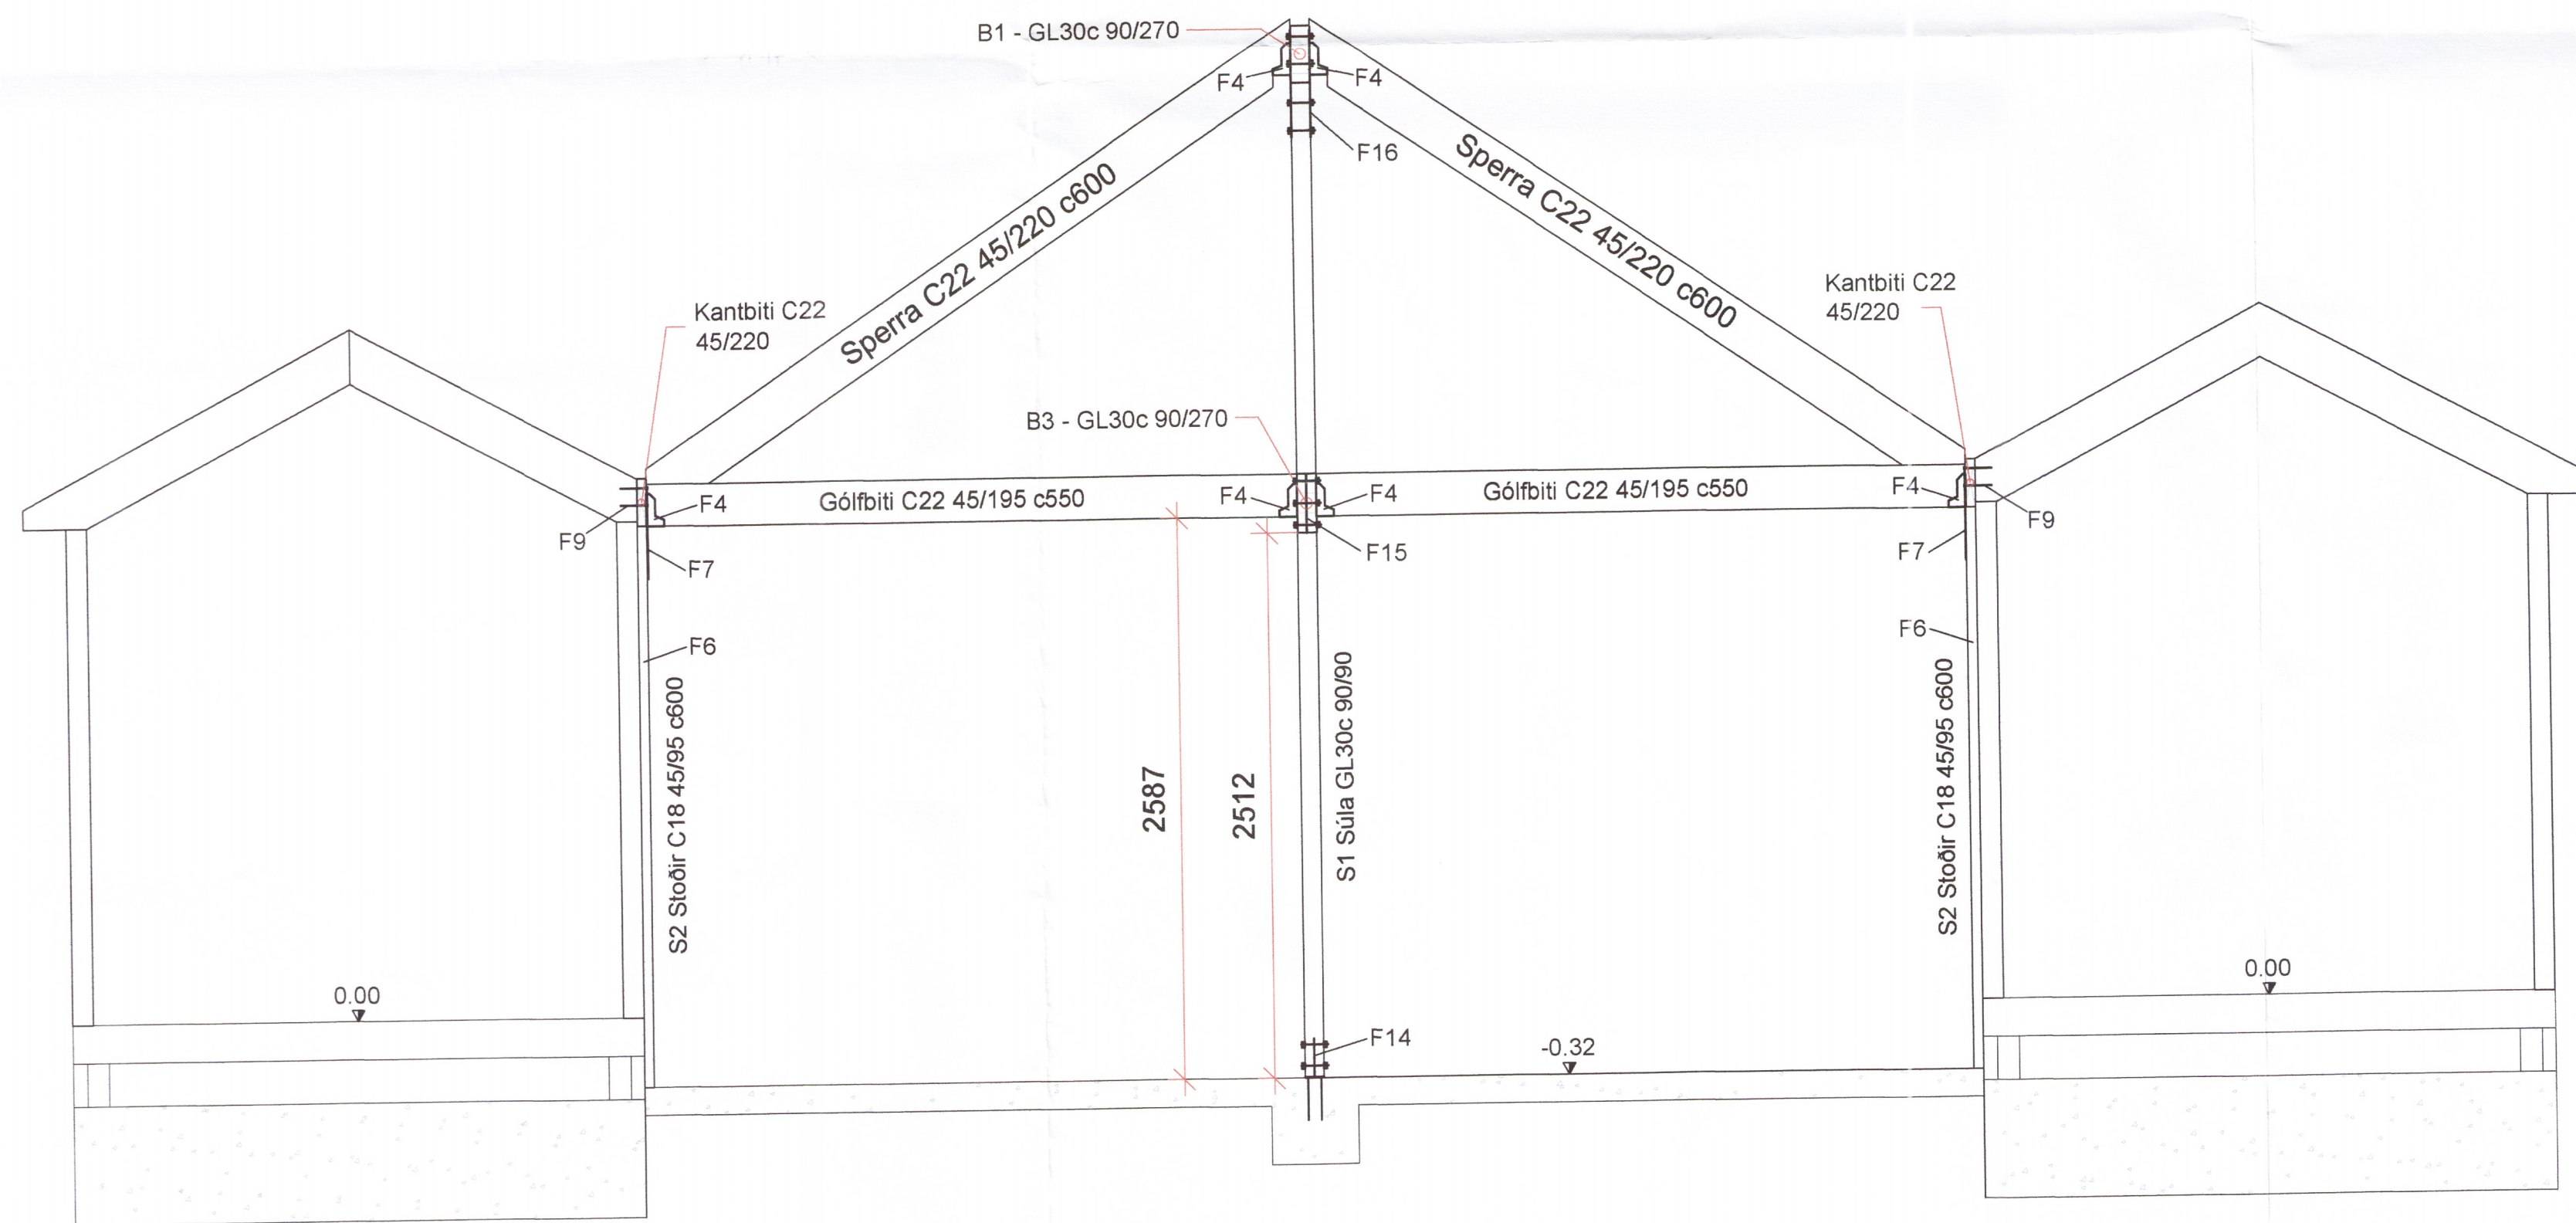 B1 - GL30c 90/270
F4
F4
F16
Sperra C22 45/220 c600
Sperra C22 45/220 c600
Kantbiti C22
45/220
Kantbiti C22
45/220
B3 - GL30c 90/270
Gólfbiti C22 45/195 c550
Gólfbiti C22 45/195 c550
F4
F4
F4
F4
F9
F9
F7
F15
F7
F6
F6
S2 Stoðir C18 45/95 c600
2587
2512
S1 Súla GL30c 90/90
S2 Stoðir C18 45/95 c600
0.00
0.00
F14
-0.32